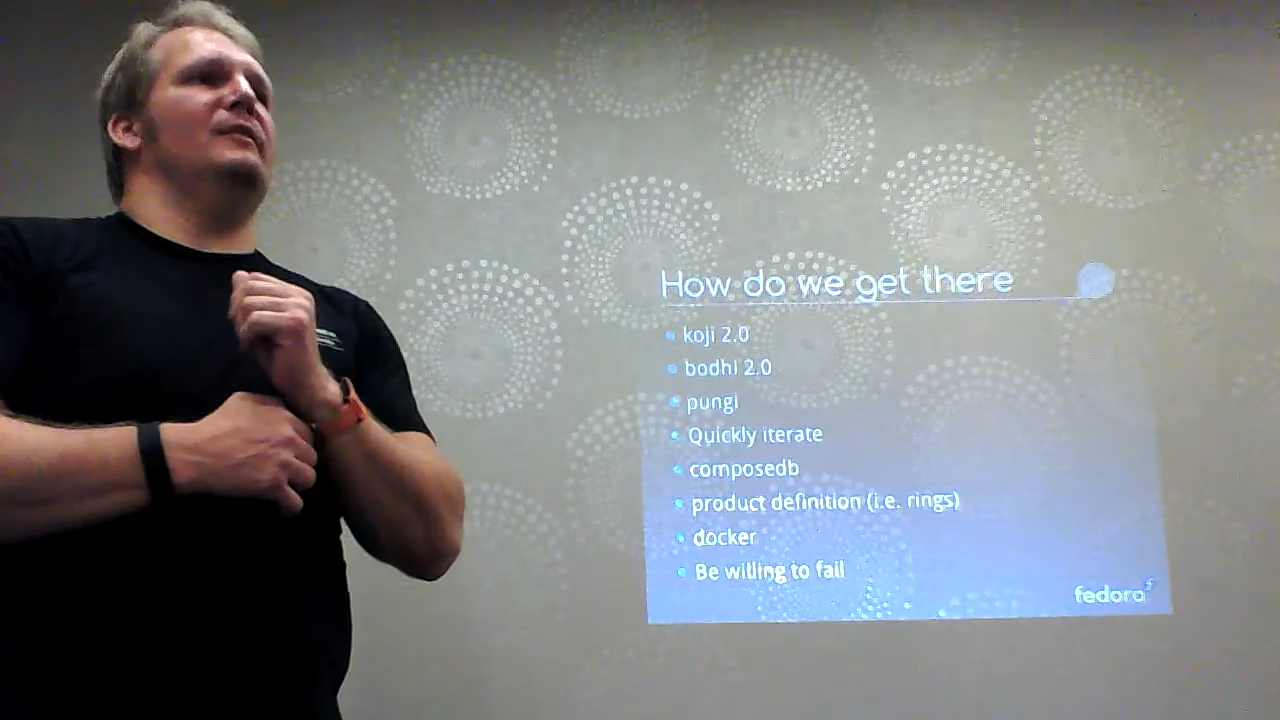 How do we get there
koji 2.0
bodhi 2.0
pungi
Quickly iterate
composedb
product definition (i.e. rings)
docker
Be willing to fail
fedora